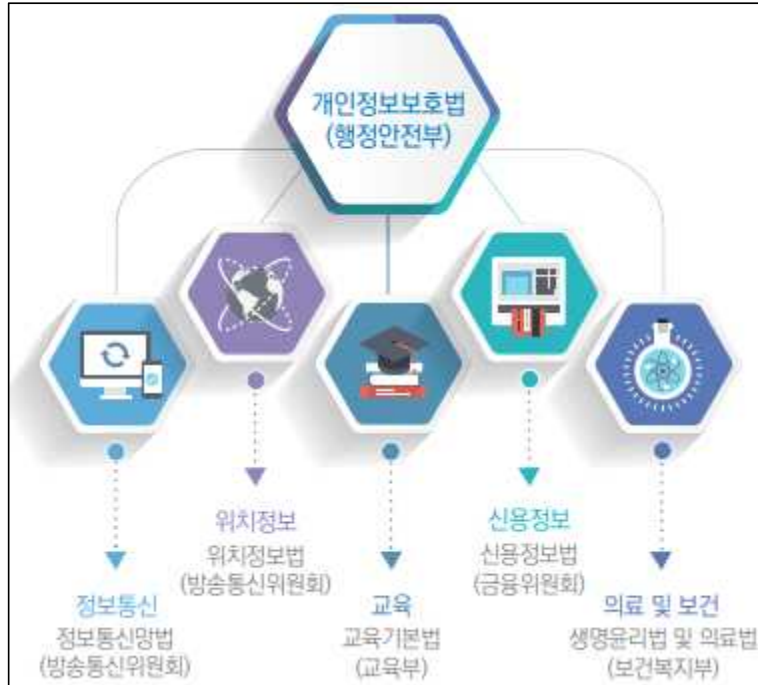 개인정보보호법
(행정안전부)
위치정보
위치정보법
(방송통신위원회)
신용정보
신용정보법
(금융위원회)
정보통신
정보통신망법
(방송통신위원회)
교육
교육기본법
(교육부)
의료 및 보건
생명윤리법 및 의료법
(보건복지부)